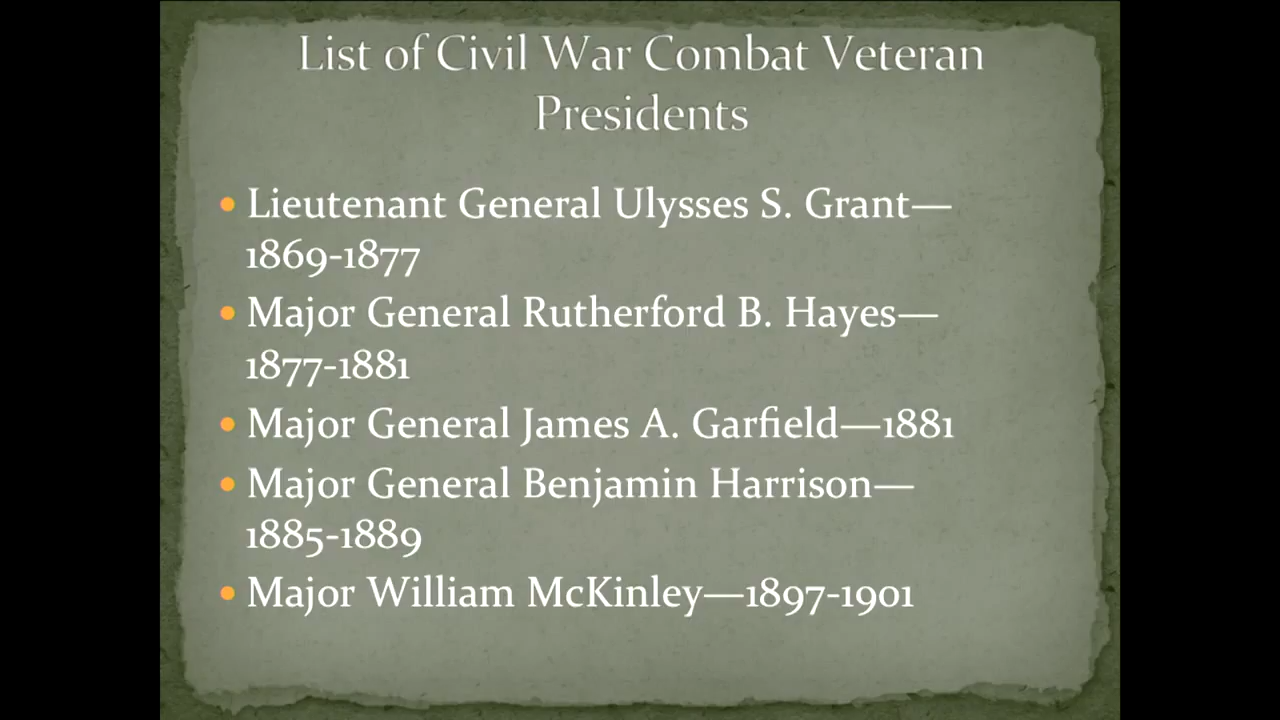 List of Civil War Combat Veteran
Presidents
• Lieutenant General Ulysses S. Grant—
1869-1877
• Major General Rutherford B. Hayes—
1877-1881
• Major General James A. Garfield—1881
• Major General Benjamin Harrison—
1885-1889
• Major William McKinley—1897-1901